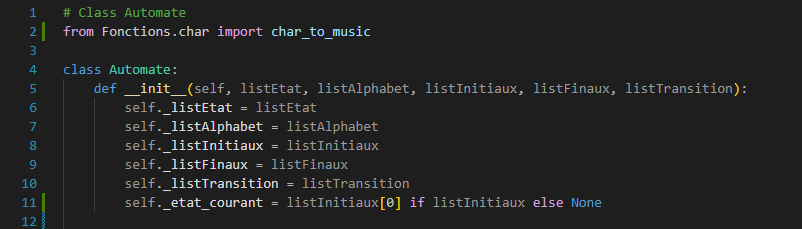 1 # Class Automate
2 from Fonctions.char import char_to_music
3
4 class Automate:
5     def __init__(self, listEtat, listAlphabet, listInitiaux, listFinaux, listTransition):
6         self._listEtat = listEtat
7         self._listAlphabet = listAlphabet
8         self._listInitiaux = listInitiaux
9         self._listFinaux = listFinaux
10         self._listTransition = listTransition
11         self._etat_courant = listInitiaux[0] if listInitiaux else None
12